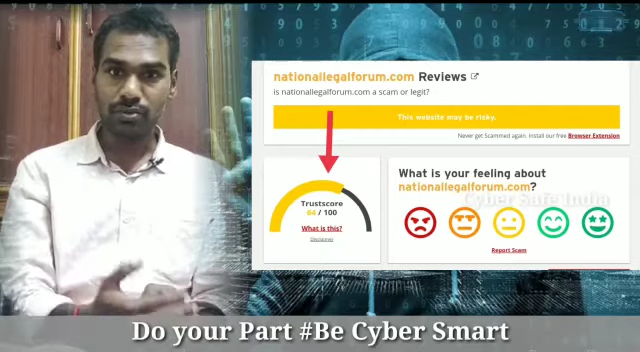 nationallegalforum.com Reviews
is nationallegalforum.com a scam or legit?
This website may be risky.
Never get Scammed again. Install our free Browser Extension
Trustscore
64 / 100
What is this?
Disclaimer
What is your feeling about
nationallegalforum.com?
Cyber Safe India
Report Scam
Do your Part #Be Cyber Smart